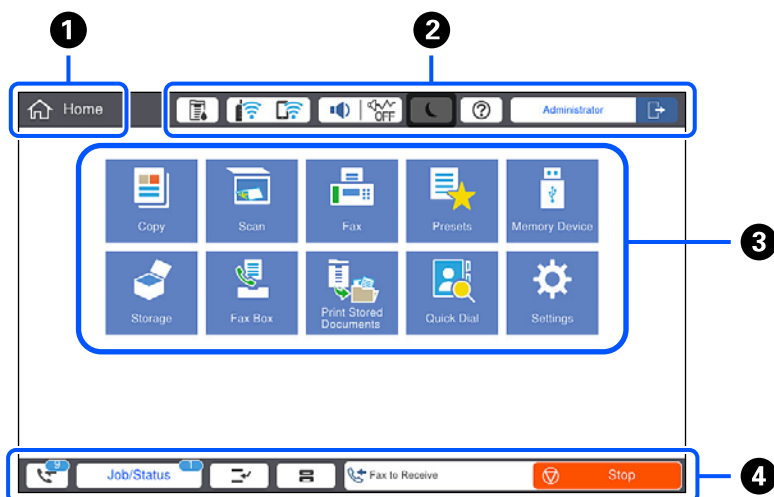 1
2
Home
OFF
Administrator
Copy
Scan
Fax
Presets
Memory Device
3
Storage
Fax Box
Print Stored
Documents
Quick Dial
Settings
9
Job/Status
1
Fax to Receive
Stop
4